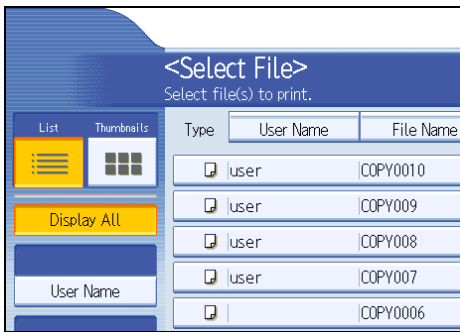 <Select File>
Select file(s) to print.
List Thumbnails
Type User Name File Name
user COPY0010
Display All
user COPY009
user COPY008
User Name
user COPY007
COPY0006